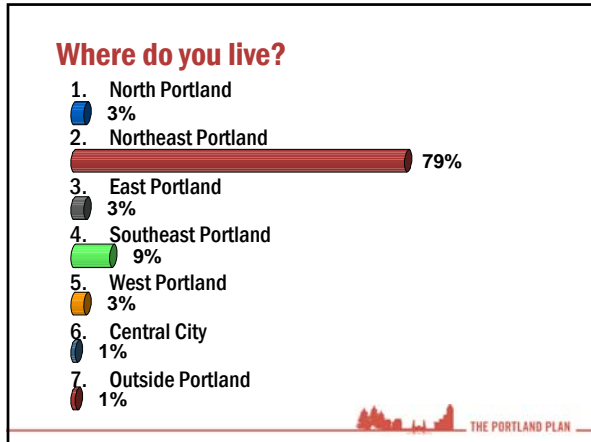 Where do you live?
1. North Portland
3%
2. Northeast Portland
79%
3. East Portland
3%
4. Southeast Portland
9%
5. West Portland
3%
6. Central City
1%
7. Outside Portland
1%
THE PORTLAND PLAN